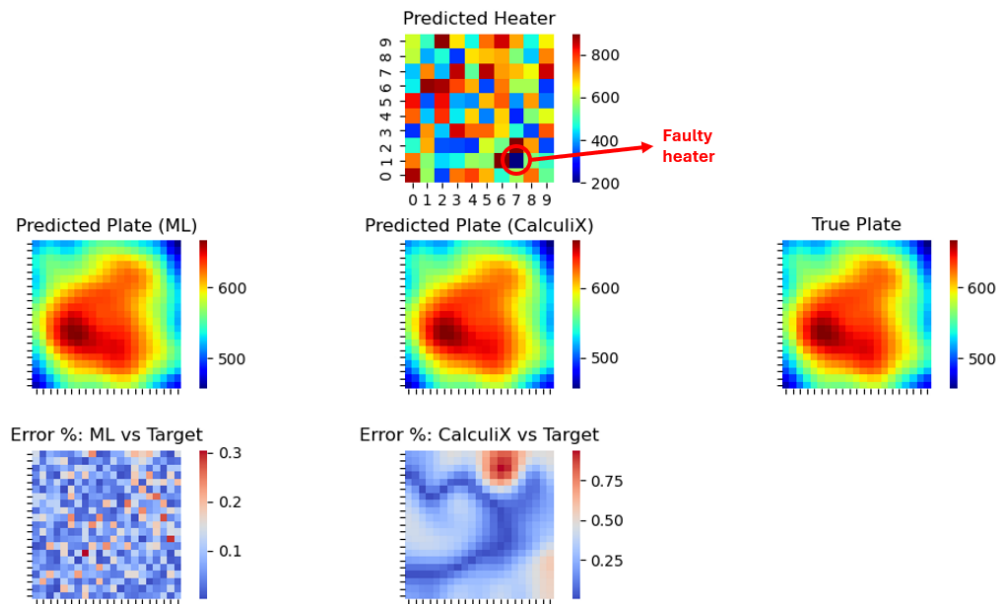 Predicted Heater
9
8
7
6
5
4
3
2
1
0
0 1 2 3 4 5 6 7 8 9
800
600
400
200
Faulty
heater
Predicted Plate (ML)
600
500
Predicted Plate (CalculiX)
600
500
True Plate
600
500
Error %: ML vs Target
0.3
0.2
0.1
Error %: CalculiX vs Target
0.75
0.50
0.25